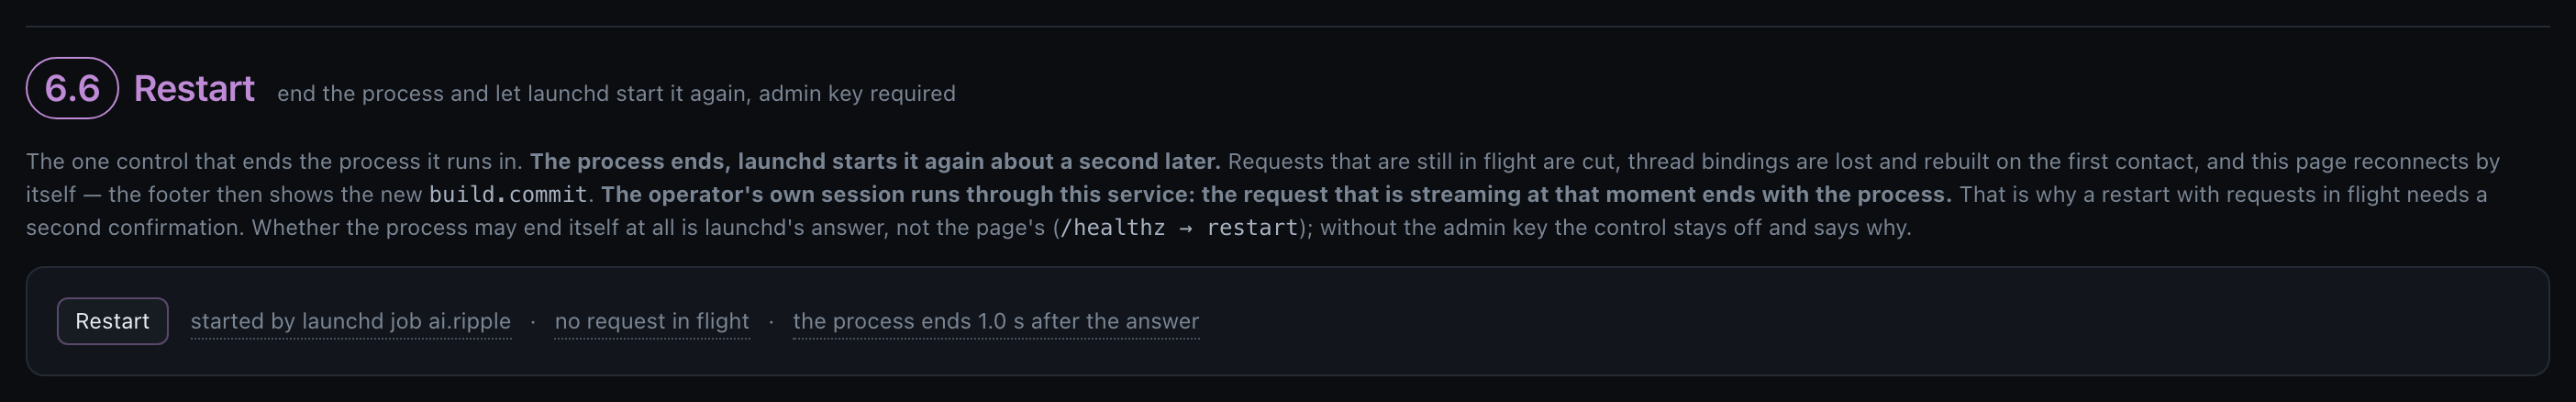 6.6 Restart end the process and let launchd start it again, admin key required
The one control that ends the process it runs in. The process ends, launchd starts it again about a second later. Requests that are still in flight are cut, thread bindings are lost and rebuilt on the first contact, and this page reconnects by
itself — the footer then shows the new build.commit. The operator's own session runs through this service: the request that is streaming at that moment ends with the process. That is why a restart with requests in flight needs a
second confirmation. Whether the process may end itself at all is launchd's answer, not the page's (/healthz → restart); without the admin key the control stays off and says why.
Restart started by launchd job ai.ripple · no request in flight · the process ends 1.0 s after the answer